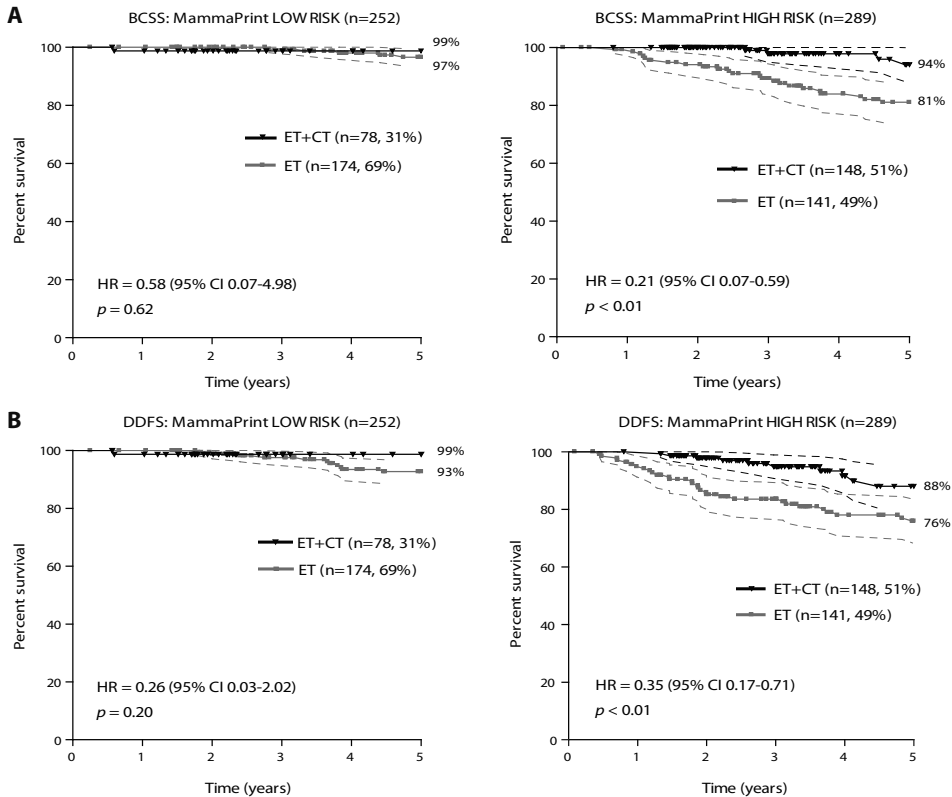 A
BCSS: MammaPrint LOW RISK (n=252)
100
80
60
40
20
0
Percent survival
99%
97%
ET+CT (n=78, 31%)
ET (n=174, 69%)
HR = 0.58 (95% CI 0.07-4.98)
p = 0.62
0 1 2 3 4 5
Time (years)
BCSS: MammaPrint HIGH RISK (n=289)
100
80
60
40
20
0
Percent survival
94%
81%
ET+CT (n=148, 51%)
ET (n=141, 49%)
HR = 0.21 (95% CI 0.07-0.59)
p < 0.01
0 1 2 3 4 5
Time (years)
B
DDFS: MammaPrint LOW RISK (n=252)
100
80
60
40
20
0
Percent survival
99%
93%
ET+CT (n=78, 31%)
ET (n=174, 69%)
HR = 0.26 (95% CI 0.03-2.02)
p = 0.20
0 1 2 3 4 5
Time (years)
DDFS: MammaPrint HIGH RISK (n=289)
100
80
60
40
20
0
Percent survival
88%
76%
ET+CT (n=148, 51%)
ET (n=141, 49%)
HR = 0.35 (95% CI 0.17-0.71)
p < 0.01
0 1 2 3 4 5
Time (years)